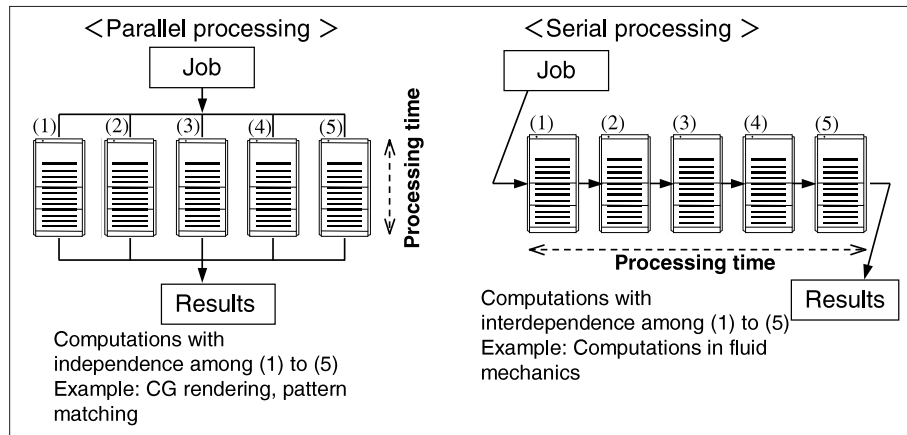 ＜Parallel processing ＞
Job
(1)
(2)
(3)
(4)
(5)
Processing time
Results
Computations with
independence among (1) to (5)
Example: CG rendering, pattern
matching
＜Serial processing ＞
Job
(1)
(2)
(3)
(4)
(5)
Processing time
Results
Computations with
interdependence among (1) to (5)
Example: Computations in fluid
mechanics